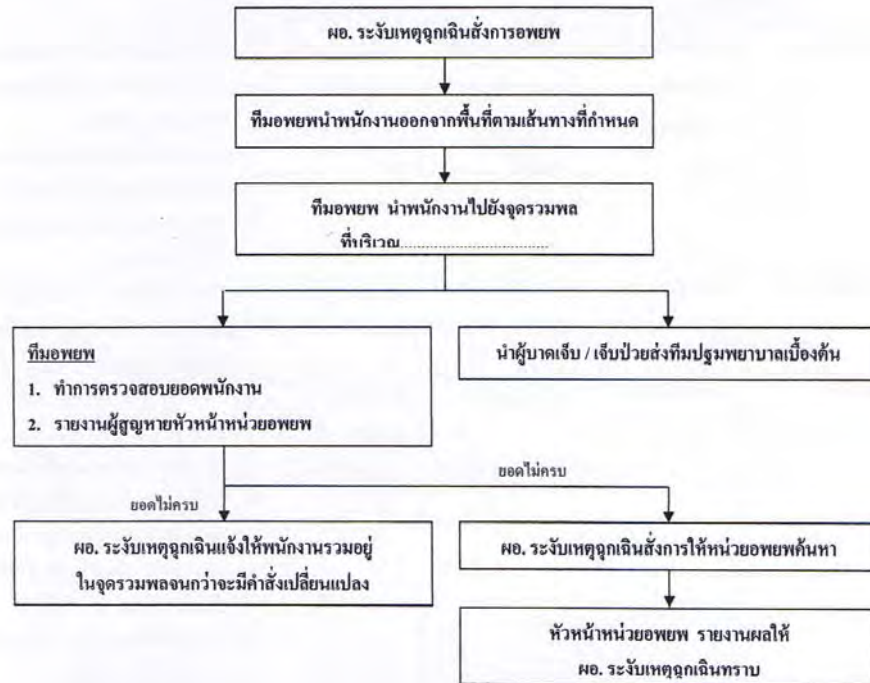 ผอ. ระงับเหตุฉุกเฉินสั่งการอพยพ
ทีมอพยพนำพนักงานออกจากพื้นที่ตามเส้นทางที่กำหนด
ทีมอพยพ นำพนักงานไปยังจุดรวมพล
ที่บริเวณ......................................
ทีมอพยพ
1. ทำการตรวจสอบยอดพนักงาน
2. รายงานผู้สูญหายหัวหน้าหน่วยอพยพ
นำผู้บาดเจ็บ / เจ็บป่วยส่งทีมปฐมพยาบาลเบื้องต้น
ยอดไม่ครบ
ยอดไม่ครบ
ผอ. ระงับเหตุฉุกเฉินแจ้งให้พนักงานรวมอยู่
ในจุดรวมพลจนกว่าจะมีคำสั่งเปลี่ยนแปลง
ผอ. ระงับเหตุฉุกเฉินสั่งการให้หน่วยอพยพค้นหา
หัวหน้าหน่วยอพยพ รายงานผลให้
ผอ. ระงับเหตุฉุกเฉินทราบ